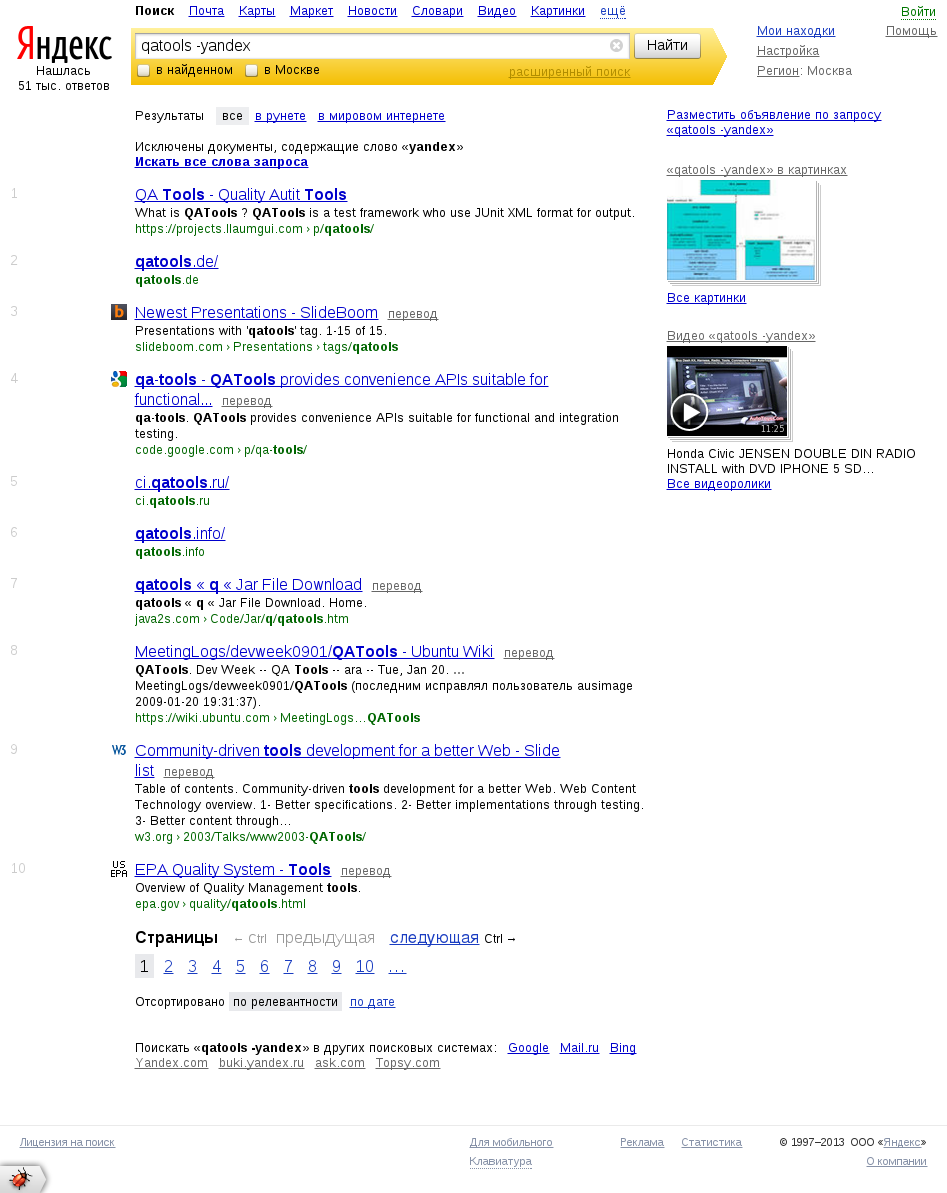 Поиск Почта Карты Маркет Новости Словари Видео Картинки ещё
Войти
Яндекс
Нашлась
51 тыс. ответов
qatools -yandex
Найти
в найденном в Москве расширенный поиск
Мои находки Помощь
Настройка
Регион: Москва
Результаты все в рунете в мировом интернете
Исключены документы, содержащие слово «yandex»
Искать все слова запроса
1 QA Tools - Quality Autit Tools
What is QATools ? QATools is a test framework who use JUnit XML format for output.
https://projects.llaumgui.com › p/qatools/
2 qatools.de/
qatools.de
3 b Newest Presentations - SlideBoom перевод
Presentations with 'qatools' tag. 1-15 of 15.
slideboom.com › Presentations › tags/qatools
4 qa-tools - QATools provides convenience APIs suitable for
functional... перевод
qa-tools. QATools provides convenience APIs suitable for functional and integration
testing.
code.google.com › p/qa-tools/
5 ci.qatools.ru/
ci.qatools.ru
6 qatools.info/
qatools.info
7 qatools « q « Jar File Download перевод
qatools « q « Jar File Download. Home.
java2s.com › Code/Jar/q/qatools.htm
8 MeetingLogs/devweek0901/QATools - Ubuntu Wiki перевод
QATools. Dev Week -- QA Tools -- ara -- Tue, Jan 20. ...
MeetingLogs/devweek0901/QATools (последним исправлял пользователь ausimage
2009-01-20 19:31:37).
https://wiki.ubuntu.com › MeetingLogs...QATools
9 W3 Community-driven tools development for a better Web - Slide
list перевод
Table of contents. Community-driven tools development for a better Web. Web Content
Technology overview. 1- Better specifications. 2- Better implementations through testing.
3- Better content through...
w3.org › 2003/Talks/www2003-QATools/
10 US EPA EPA Quality System - Tools перевод
Overview of Quality Management tools.
epa.gov › quality/qatools.html
Разместить объявление по запросу
«qatools -yandex»
«qatools -yandex» в картинках
Все картинки
Видео «qatools -yandex»
11:25
Honda Civic JENSEN DOUBLE DIN RADIO
INSTALL with DVD IPHONE 5 SD...
Все видеоролики
Страницы ← Ctrl предыдущая следующая Ctrl →
1 2 3 4 5 6 7 8 9 10 ...
Отсортировано по релевантности по дате
Поискать «qatools -yandex» в других поисковых системах: Google Mail.ru Bing
Yandex.com buki.yandex.ru ask.com Topsy.com
Лицензия на поиск Для мобильного Реклама Статистика © 1997–2013 ООО «Яндекс»
Клавиатура О компании